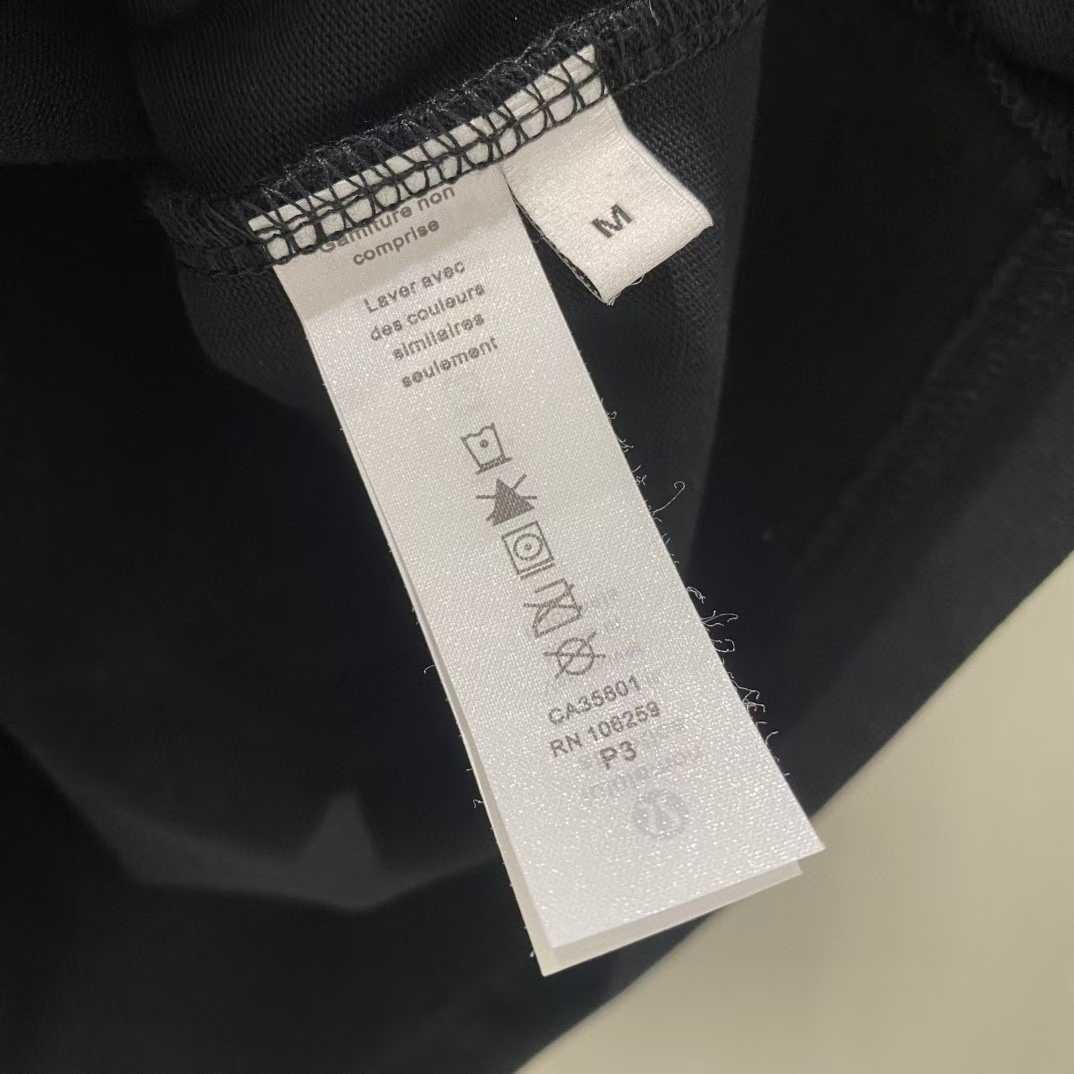 Garniture non
comprise
Laver avec
des couleurs
similaires
seulement
CA35801
RN 106259
P3
M